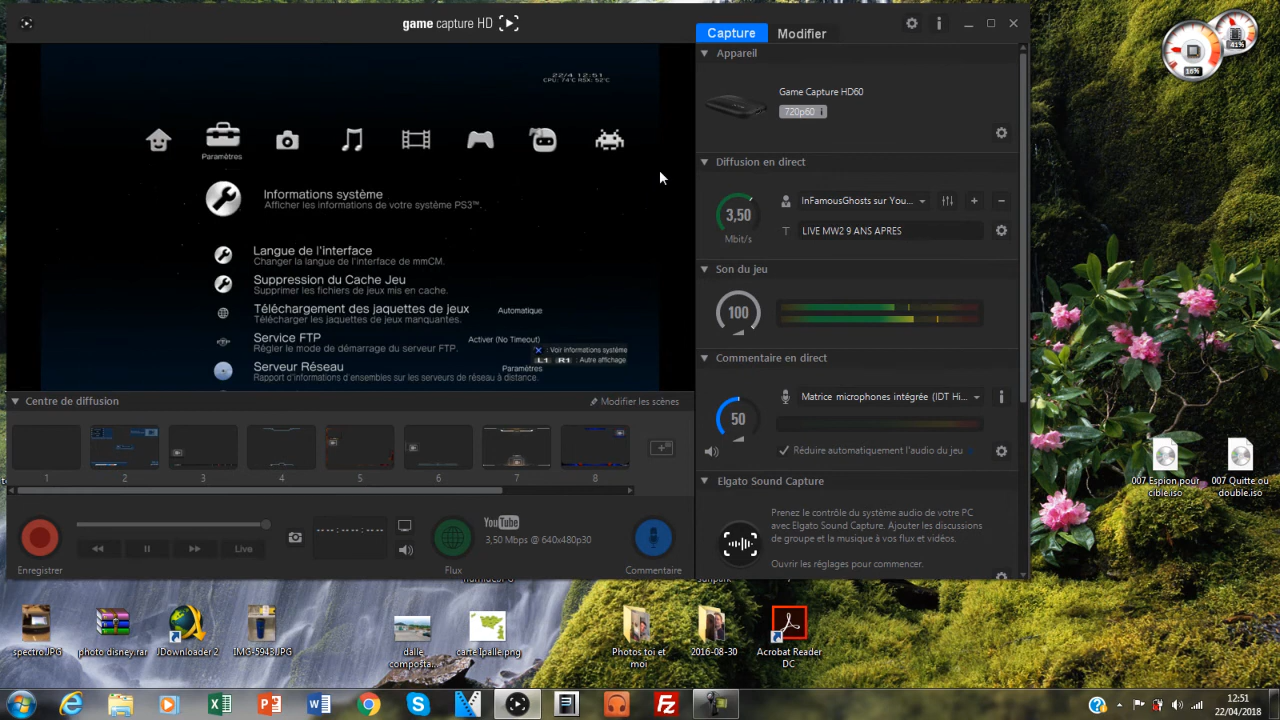 game capture HD
Capture
Modifier
22/4 12:51
CPU: 74°C RSX: 52°C
Paramètres
Informations système
Afficher les informations de votre système PS3™.
Langue de l'interface
Changer la langue de l'interface de mmCM.
Suppression du Cache Jeu
Supprimer les fichiers de jeux mis en cache.
Téléchargement des jaquettes de jeux
Automatique
Télécharger les jaquettes de jeux manquantes.
Service FTP
Activer (No Timeout)
Régler le mode de démarrage du serveur FTP.
X : Voir informations système
L1 R1 : Autre affichage
Serveur Réseau
Paramètres
Rapport d'informations d'ensembles sur les serveurs de réseau à distance.
Appareil
Game Capture HD60
720p60 i
Diffusion en direct
3,50
Mbit/s
InFamousGhosts sur You...
T LIVE MW2 9 ANS APRES
Son du jeu
100
Commentaire en direct
50
Matrice microphones intégrée (IDT Hi...
Réduire automatiquement l'audio du jeu
Elgato Sound Capture
Prenez le contrôle du système audio de votre PC
avec Elgato Sound Capture. Ajouter les discussions
de groupe et la musique à vos flux et vidéos.
Ouvrir les réglages pour commencer.
Centre de diffusion
Modifier les scènes
1 2 3 4 5 6 7 8
Enregistrer
Live
--:--:--
Flux
YouTube
3,50 Mbps @ 640x480p30
Commentaire
16%
41%
007 Espion pour cible.iso
007 Quitte ou double.iso
spectro.JPG
photo disney.rar
JDownloader 2
IMG-5943.JPG
dalle
composta...
carte Ipalle.png
Photos toi et
moi
2016-08-30
Acrobat Reader
DC
12:51
22/04/2018